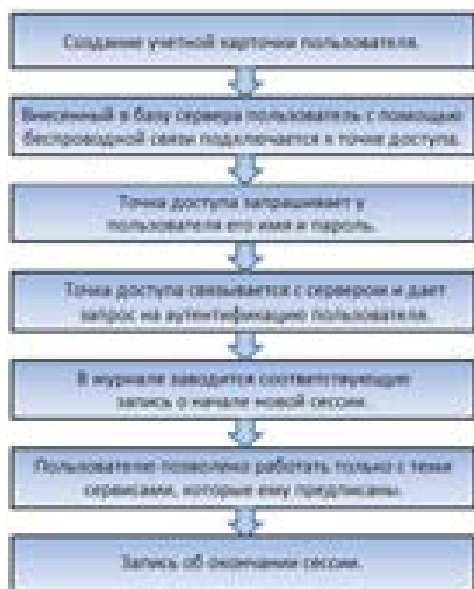 Создание учетной карточки пользователя.
Внесенный в базу сервера пользователь с помощью
беспроводной связи подключается к точке доступа.
Точка доступа запрашивает у
пользователя его имя и пароль.
Точка доступа связывается с сервером и дает
запрос на аутентификацию пользователя.
В журнале заводится соответствующая
запись о начале новой сессии.
Пользователю позволено работать только с теми
сервисами, которые ему предписаны.
Запись об окончании сессии.